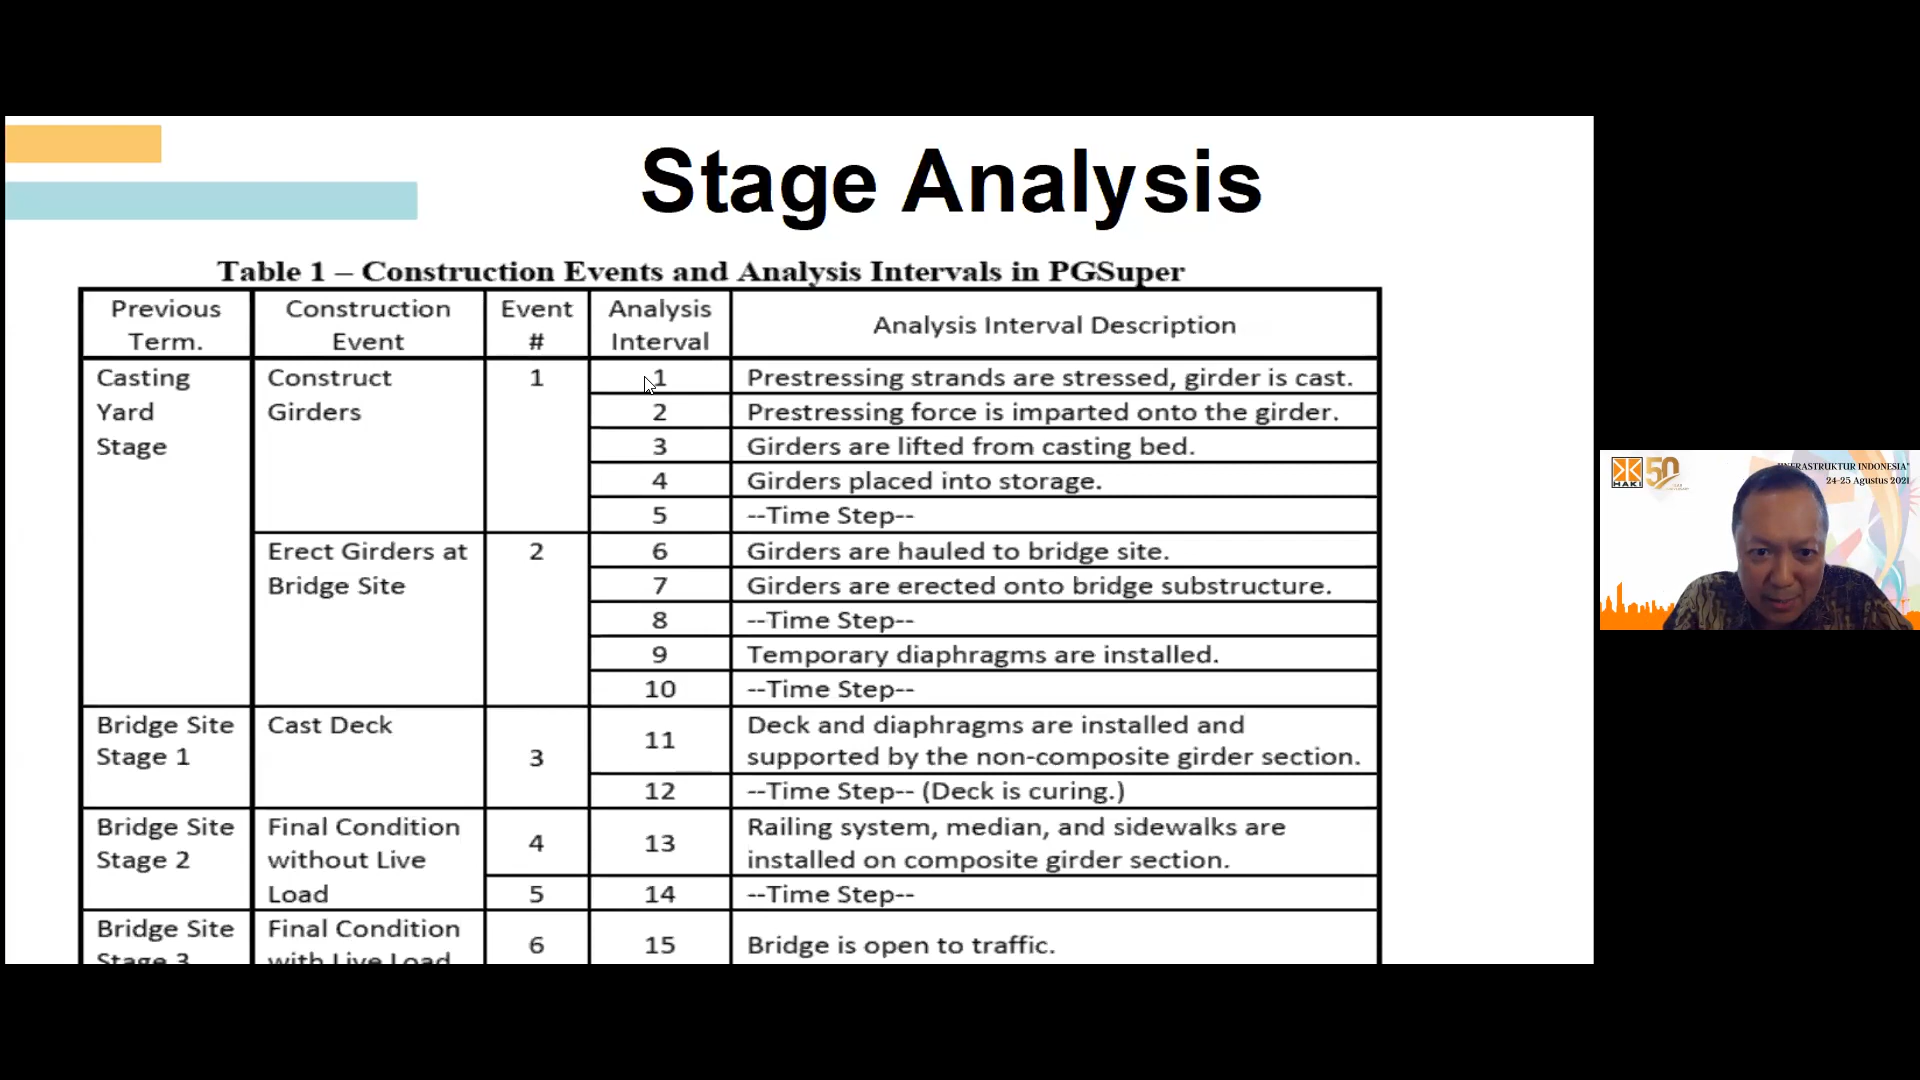 Stage Analysis
Table 1 – Construction Events and Analysis Intervals in PGSuper
Previous Term. Construction Event Event # Analysis Interval Analysis Interval Description
Casting Yard Stage Construct Girders 1 1 Prestressing strands are stressed, girder is cast.
2 Prestressing force is imparted onto the girder.
3 Girders are lifted from casting bed.
4 Girders placed into storage.
5 --Time Step--
Erect Girders at Bridge Site 2 6 Girders are hauled to bridge site.
7 Girders are erected onto bridge substructure.
8 --Time Step--
9 Temporary diaphragms are installed.
10 --Time Step--
Bridge Site Stage 1 Cast Deck 3 11 Deck and diaphragms are installed and
supported by the non-composite girder section.
12 --Time Step-- (Deck is curing.)
Bridge Site Stage 2 Final Condition without Live Load 4 13 Railing system, median, and sidewalks are
installed on composite girder section.
5 14 --Time Step--
Bridge Site Stage 3 Final Condition with Live Load 6 15 Bridge is open to traffic.
HAKI 50
INDONESIA"
24-25 Agustus 2021